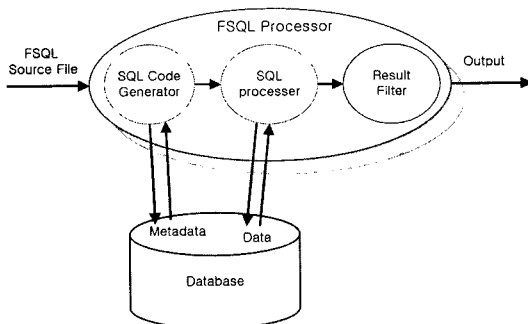 FSQL Processor
FSQL
Source File
SQL Code
Generator
SQL
processer
Result
Filter
Output
Metadata
Data
Database